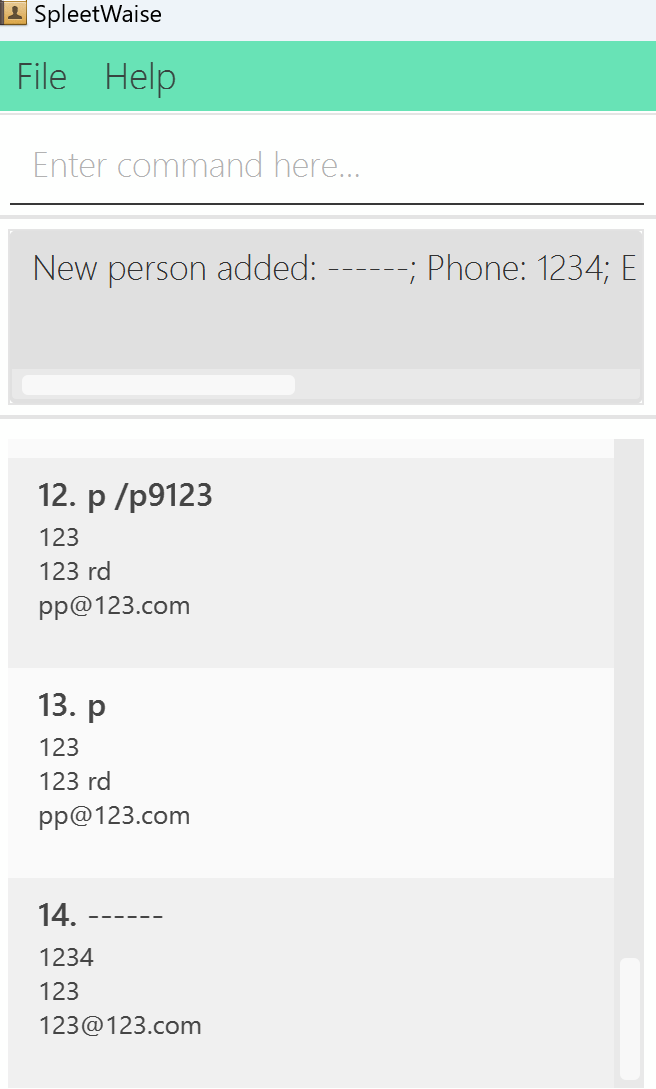 SpleetWaise
File Help
Enter command here...
New person added: ------; Phone: 1234; E
12. p /p9123
123
123 rd
pp@123.com
13. p
123
123 rd
pp@123.com
14. ------
1234
123
123@123.com